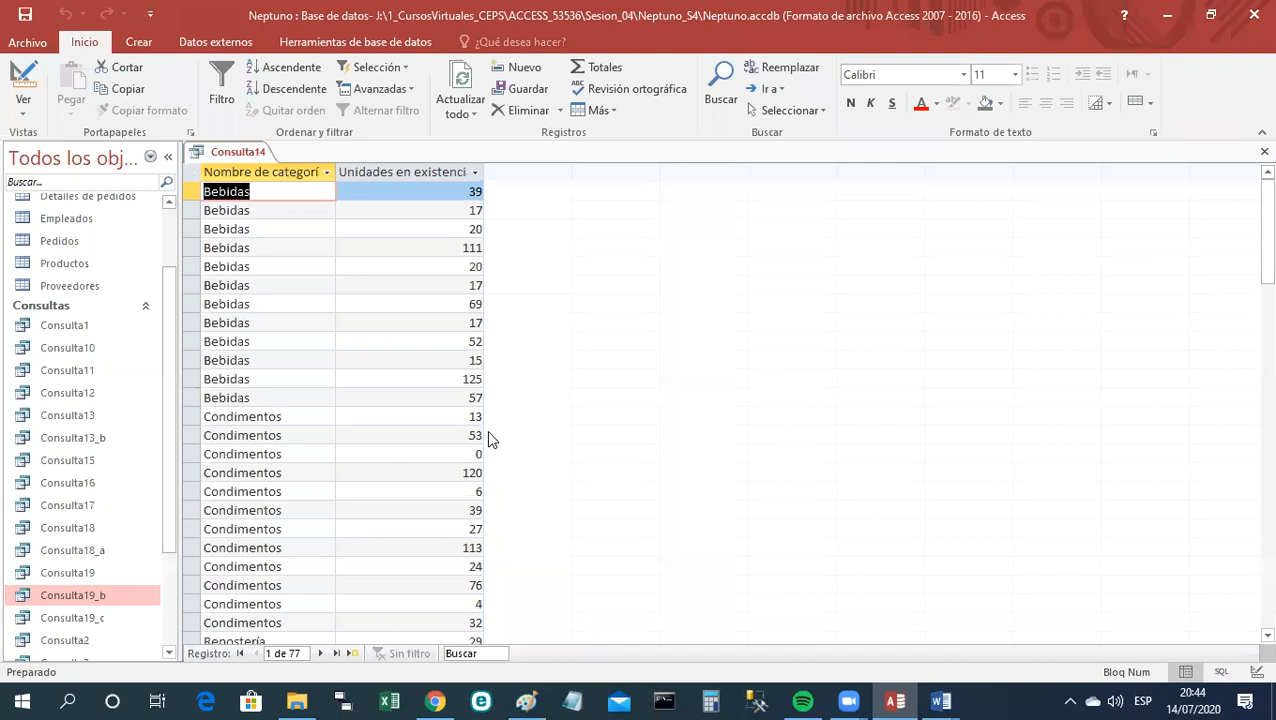 Neptuno : Base de datos- J:\1_CursosVirtuales_CEPS\ACCESS_53536\Sesion_04\Neptuno_S4\Neptuno.accdb (Formato de archivo Access 2007 - 2016) - Access
Archivo Inicio Crear Datos externos Herramientas de base de datos ¿Qué desea hacer?
Ver
Vistas
Pegar
Cortar
Copiar
Copiar formato
Portapapeles
Filtro
Ascendente
Descendente
Quitar orden
Selección
Avanzadas
Alternar filtro
Ordenar y filtrar
Actualizar
todo
Nuevo
Guardar
Eliminar
Totales
Revisión ortográfica
Más
Registros
Buscar
Reemplazar
Ir a
Seleccionar
Buscar
Calibri 11
N K S
Formato de texto
Todos los obj...
Buscar...
Detalles de pedidos
Empleados
Pedidos
Productos
Proveedores
Consultas
Consulta1
Consulta10
Consulta11
Consulta12
Consulta13
Consulta13_b
Consulta15
Consulta16
Consulta17
Consulta18
Consulta18_a
Consulta19
Consulta19_b
Consulta19_c
Consulta2
Consulta14
Nombre de categorí Unidades en existenci
Bebidas 39
Bebidas 17
Bebidas 20
Bebidas 111
Bebidas 20
Bebidas 17
Bebidas 69
Bebidas 17
Bebidas 52
Bebidas 15
Bebidas 125
Bebidas 57
Condimentos 13
Condimentos 53
Condimentos 0
Condimentos 120
Condimentos 6
Condimentos 39
Condimentos 27
Condimentos 113
Condimentos 24
Condimentos 76
Condimentos 4
Condimentos 32
Repostería 29
Registro: 1 de 77 Sin filtro Buscar
Preparado Bloq Num SQL
ESP
20:44
14/07/2020